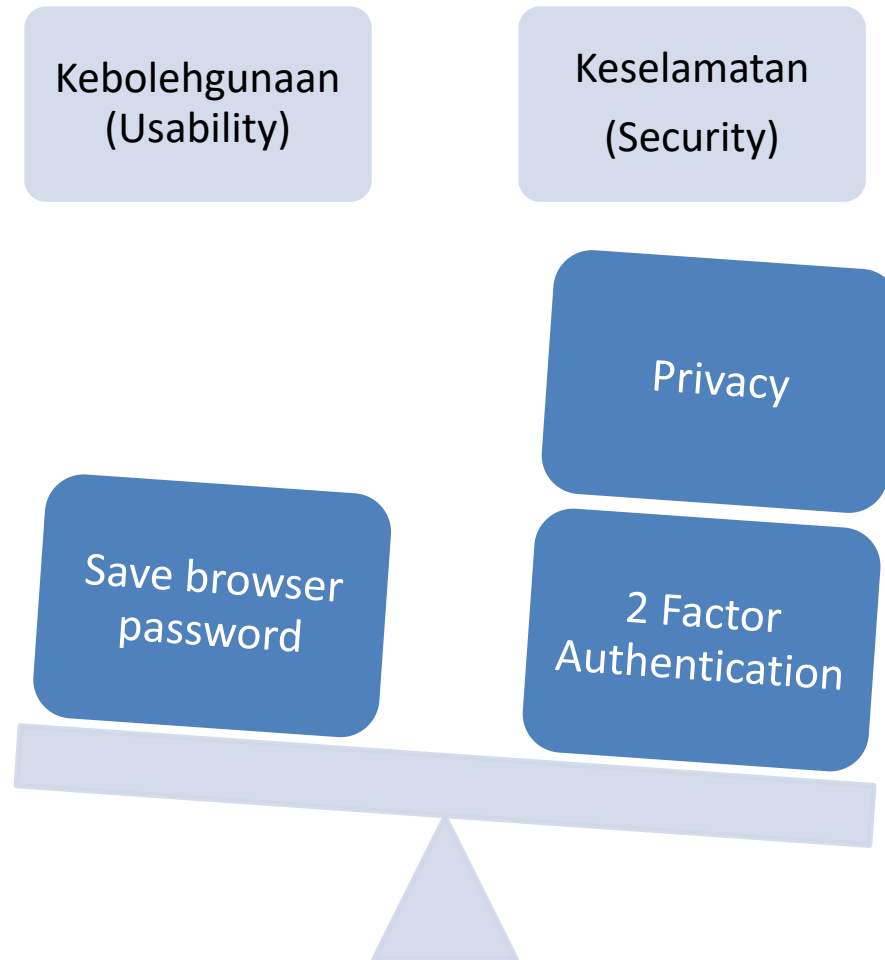 Kebolehgunaan
(Usability)
Keselamatan
(Security)
Privacy
Save browser
password
2 Factor
Authentication